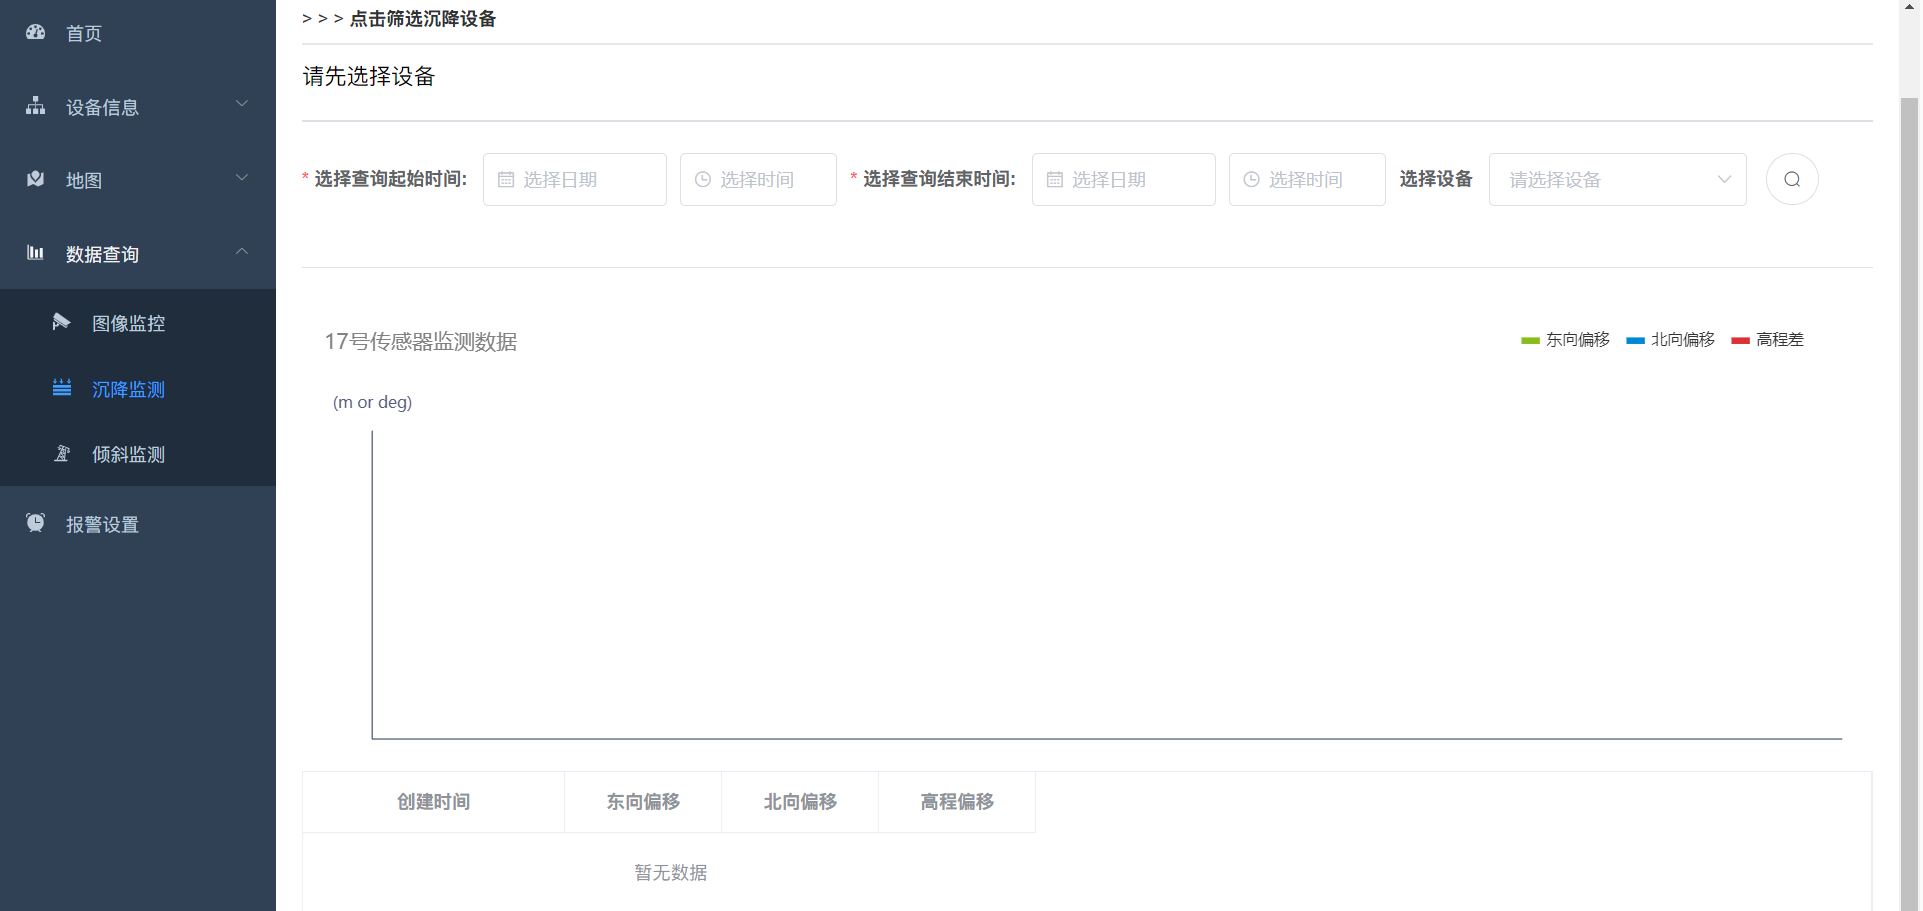 首页
设备信息
地图
数据查询
图像监控
沉降监测
倾斜监测
报警设置
> > > 点击筛选沉降设备
请先选择设备
* 选择查询起始时间: 选择日期 选择时间 * 选择查询结束时间: 选择日期 选择时间 选择设备 请选择设备
17号传感器监测数据
东向偏移 北向偏移 高程差
(m or deg)
创建时间 东向偏移 北向偏移 高程偏移
暂无数据